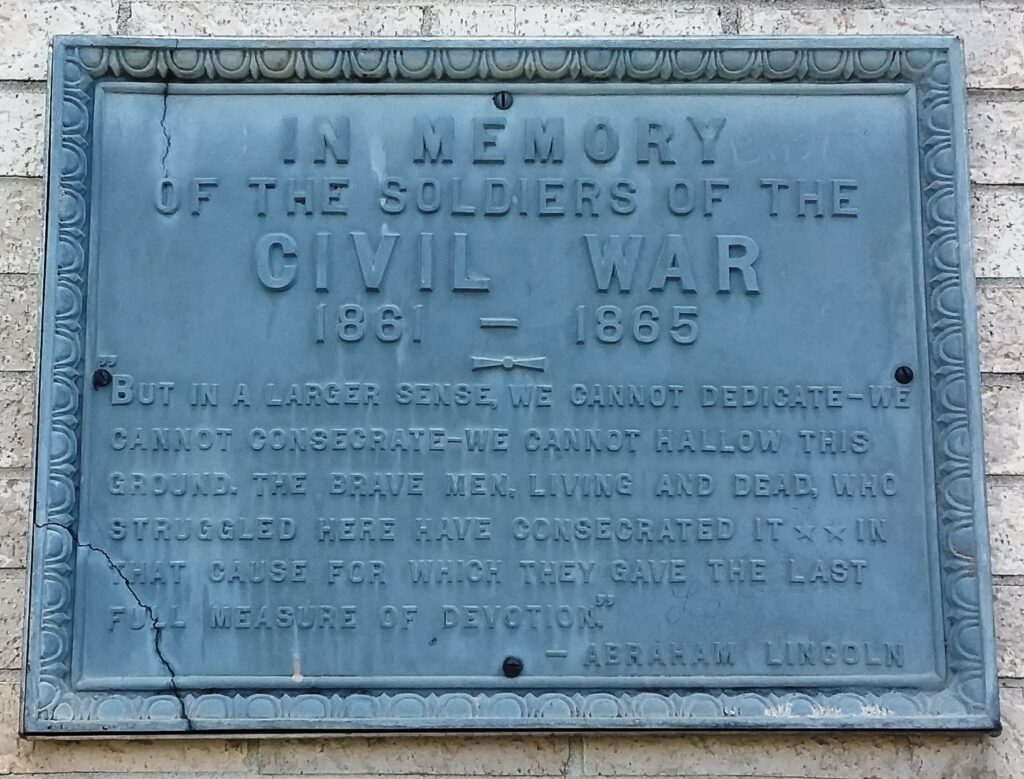 IN MEMORY
OF THE SOLDIERS OF THE
CIVIL WAR
1861 – 1865
"BUT IN A LARGER SENSE, WE CANNOT DEDICATE–WE
CANNOT CONSECRATE–WE CANNOT HALLOW THIS
GROUND. THE BRAVE MEN, LIVING AND DEAD, WHO
STRUGGLED HERE HAVE CONSECRATED IT ☆☆ IN
THAT CAUSE FOR WHICH THEY GAVE THE LAST
FULL MEASURE OF DEVOTION."
– ABRAHAM LINCOLN